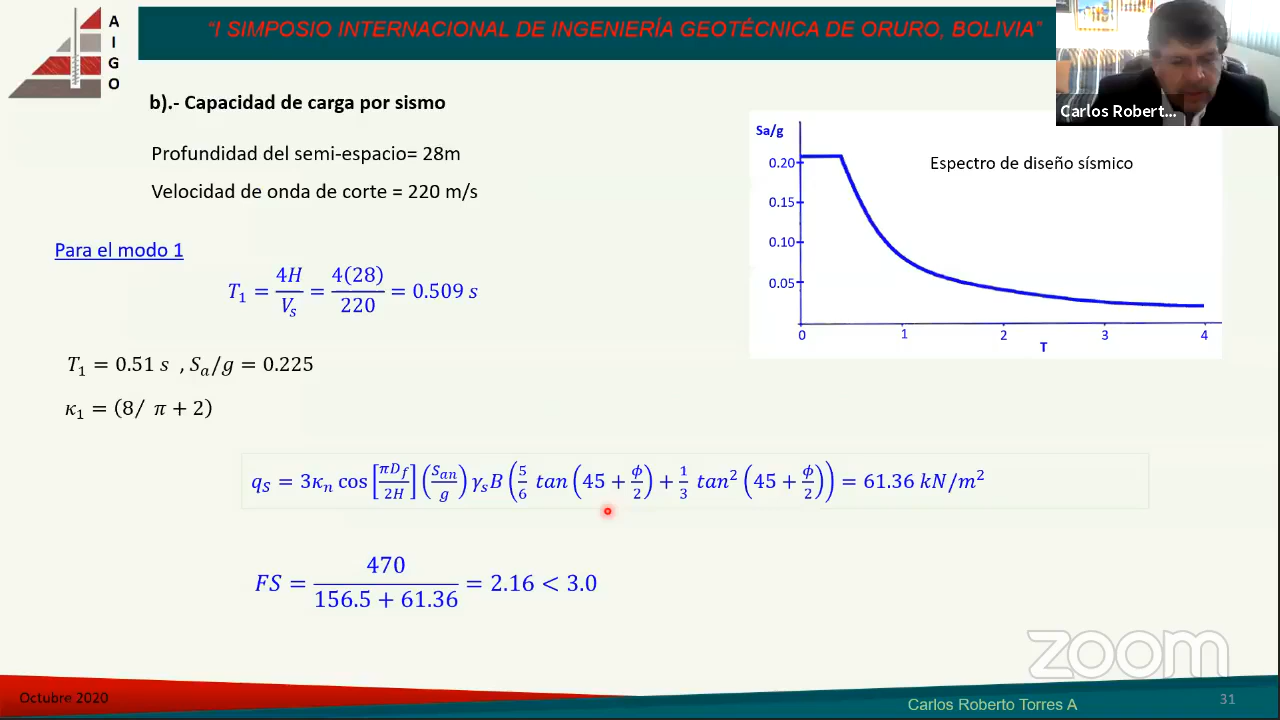 A
I
G
O
“I SIMPOSIO INTERNACIONAL DE INGENIERÍA GEOTÉCNICA DE ORURO, BOLIVIA”
Carlos Robert…
b).- Capacidad de carga por sismo
Profundidad del semi-espacio= 28m
Velocidad de onda de corte = 220 m/s
Sa/g
Espectro de diseño sísmico
0.20
0.15
0.10
0.05
0 1 2 3 4
T
Para el modo 1
T₁ = 4H/Vₛ = 4(28)/220 = 0.509 s
T₁ = 0.51 s , Sₐ/g = 0.225
κ₁ = (8/ π + 2)
q_S = 3κₙ cos [πD_f/2H] (S_an/g) γₛB (5/6 tan (45 + ϕ/2) + 1/3 tan² (45 + ϕ/2)) = 61.36 kN/m²
FS = 470/(156.5 + 61.36) = 2.16 < 3.0
zoom
Octubre 2020
Carlos Roberto Torres A
31